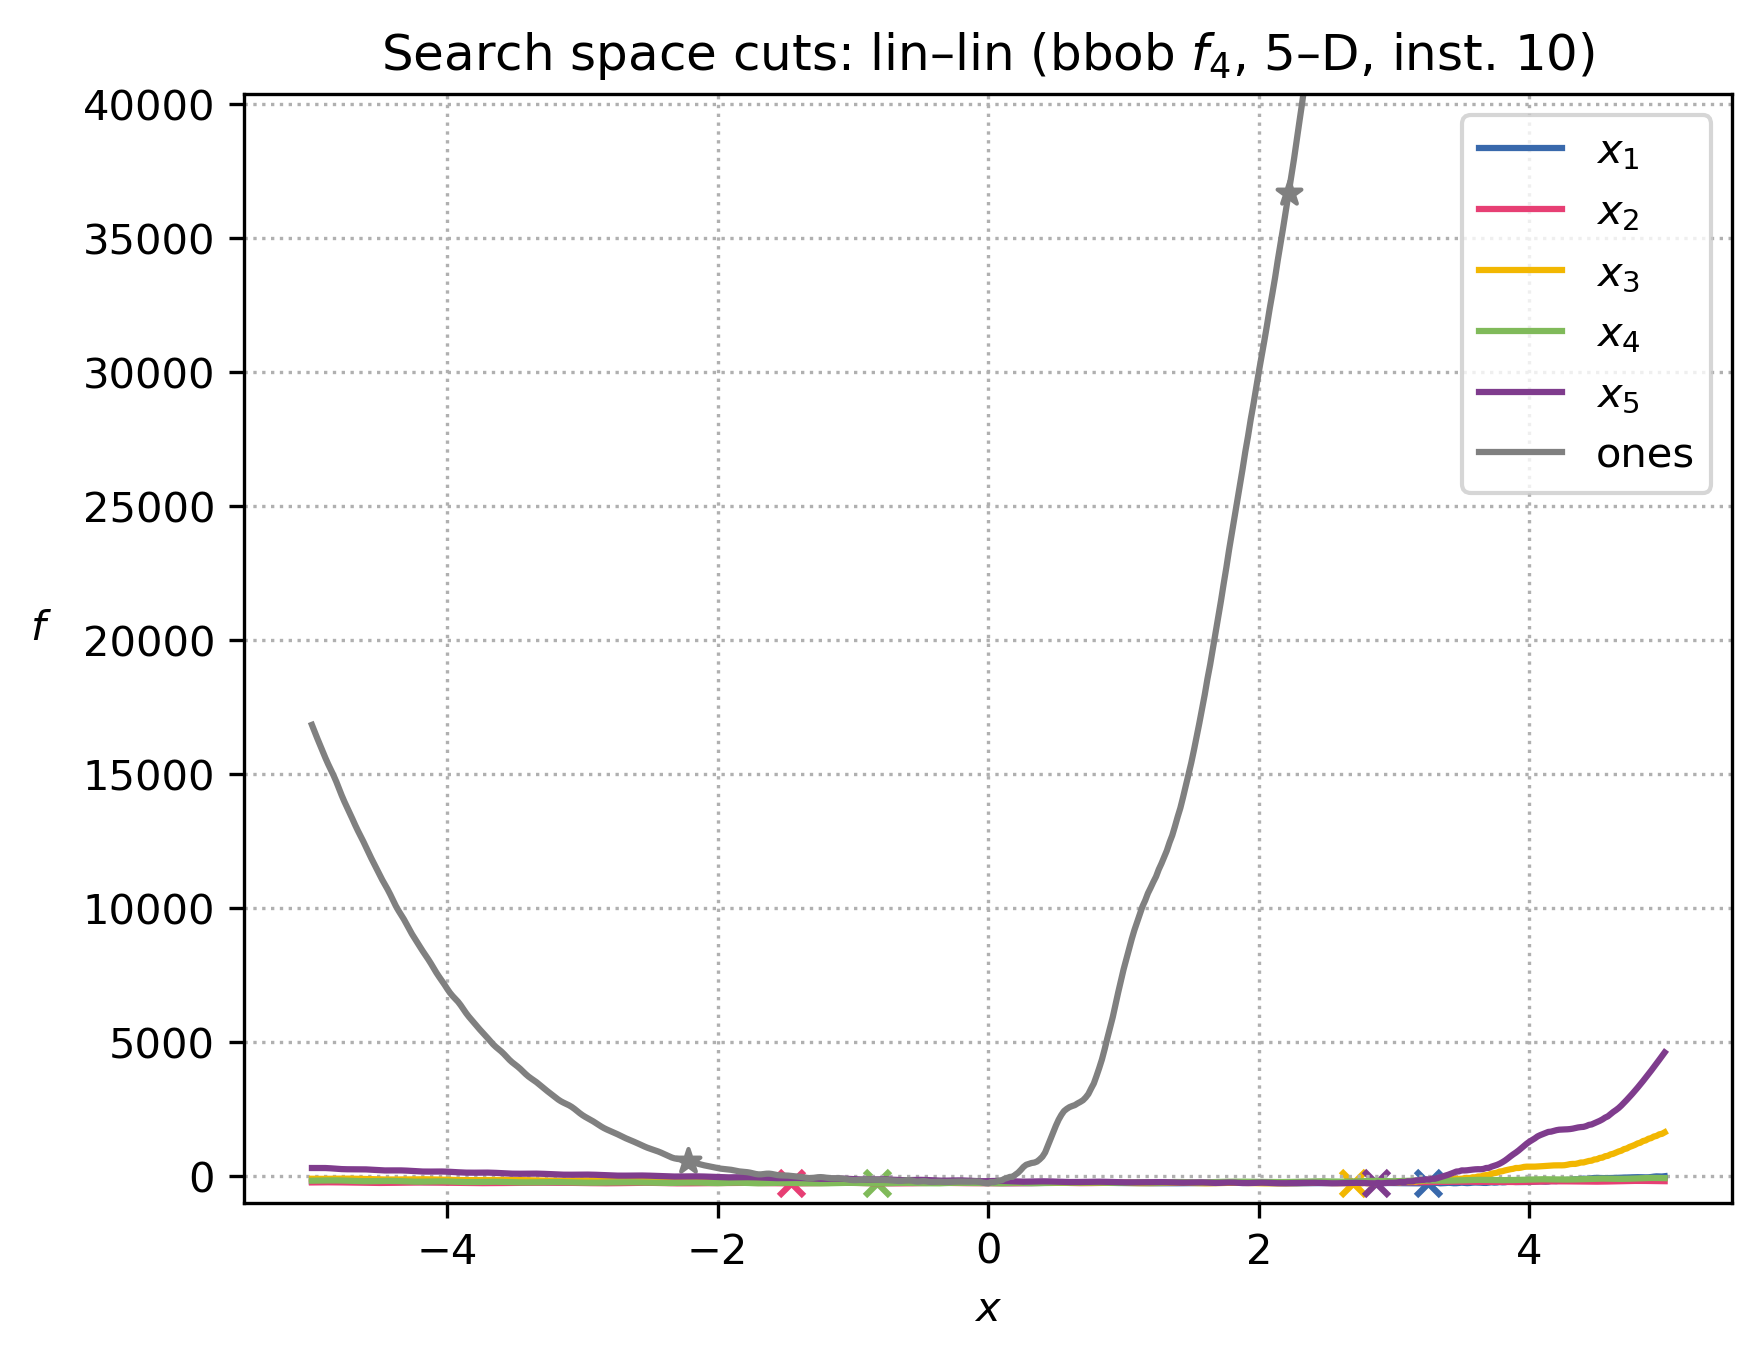 Search space cuts: lin–lin (bbob f₄, 5–D, inst. 10)
40000
35000
30000
25000
20000
15000
10000
5000
0
f
−4
−2
0
2
4
x
x₁
x₂
x₃
x₄
x₅
ones